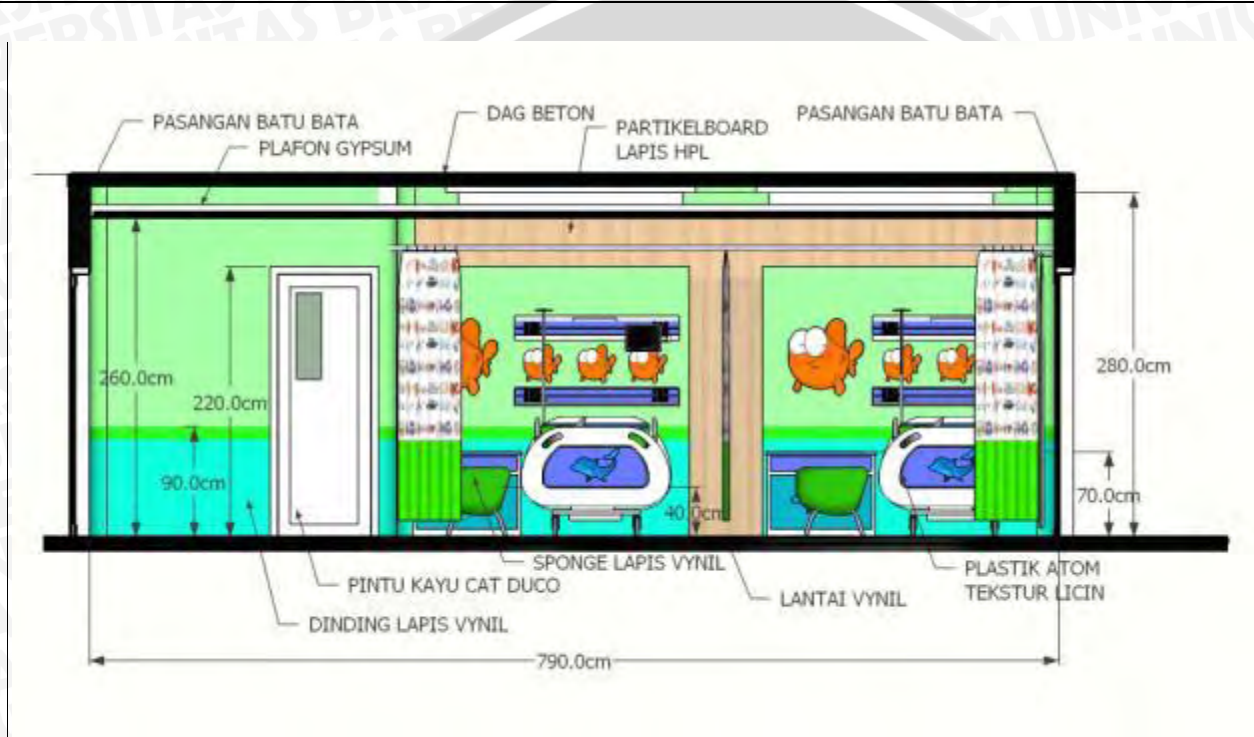 PASANGAN BATU BATA
PLAFON GYPSUM
DAG BETON
PARTIKELBOARD
LAPIS HPL
PASANGAN BATU BATA
260.0cm
220.0cm
90.0cm
40.0cm
280.0cm
70.0cm
SPONGE LAPIS VYNIL
PINTU KAYU CAT DUCO
DINDING LAPIS VYNIL
LANTAI VYNIL
PLASTIK ATOM
TEKSTUR LICIN
790.0cm